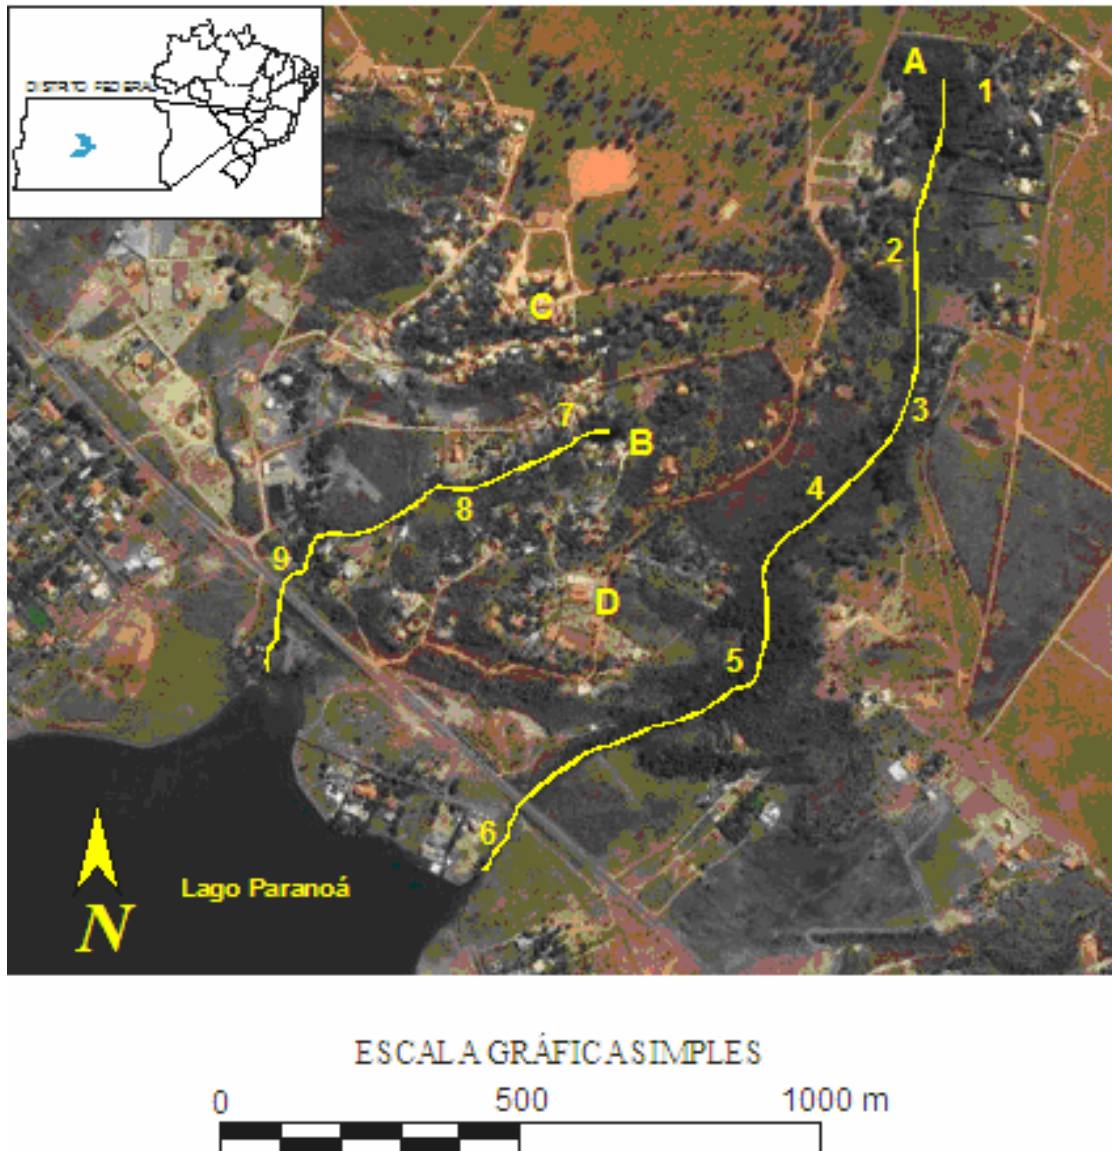 DISTRITO FEDERAL
A
1
2
C
3
7
B
4
8
9
D
5
6
Lago Paranoá
N
ESCALA GRÁFICA SIMPLES
0 500 1000 m